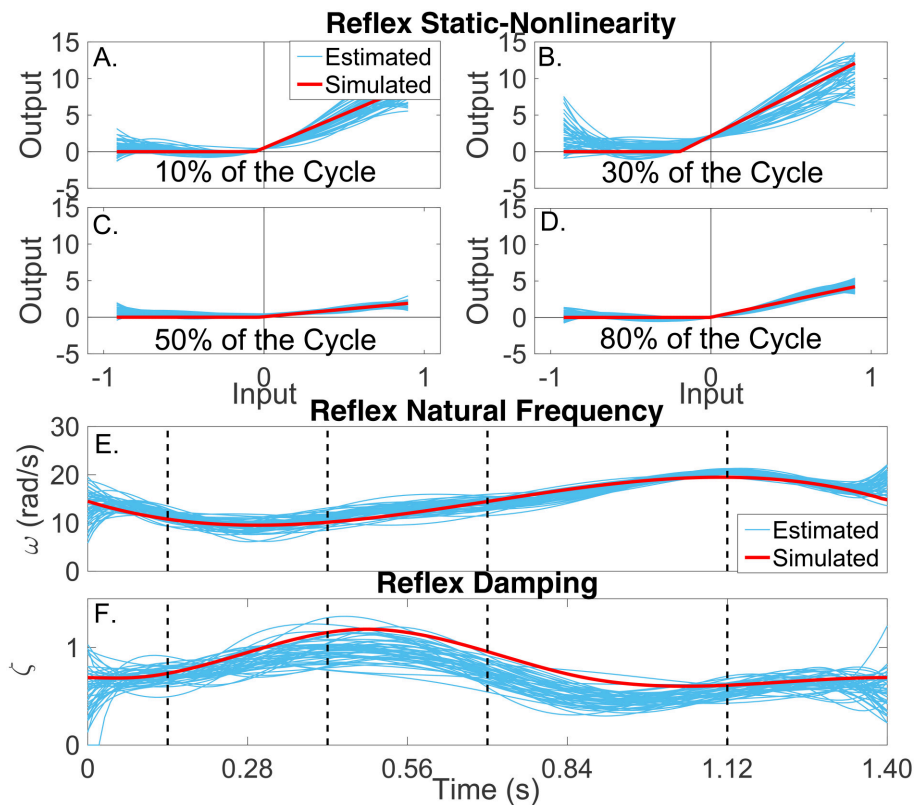 Reflex Static-Nonlinearity
A.
Estimated
Simulated
15
10
5
0
-5
Output
10% of the Cycle
B.
15
10
5
0
-5
Output
30% of the Cycle
C.
15
10
5
0
-5
Output
50% of the Cycle
-1
0
1
Input
D.
15
10
5
0
-5
Output
80% of the Cycle
-1
0
1
Input
Reflex Natural Frequency
E.
30
20
10
0
ω (rad/s)
Estimated
Simulated
Reflex Damping
F.
1
0
ζ
0 0.28 0.56 0.84 1.12 1.40
Time (s)